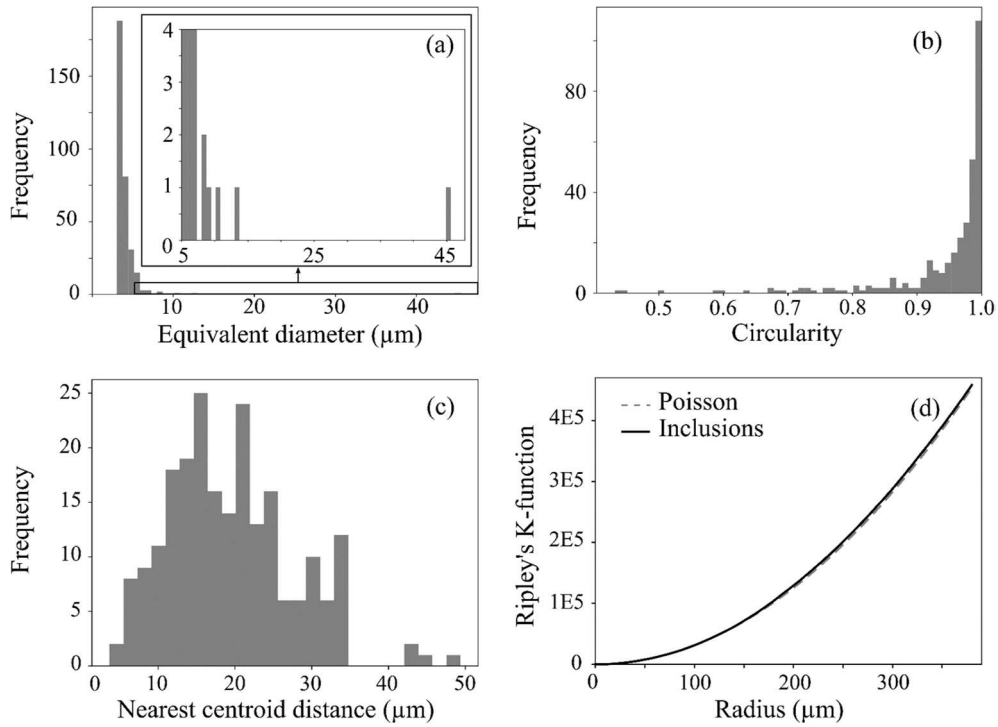 (a)
Frequency
150
100
50
0
4
3
2
1
0
5
25
45
10
20
30
40
Equivalent diameter (µm)
(b)
Frequency
80
40
0
0.5
0.6
0.7
0.8
0.9
1.0
Circularity
(c)
Frequency
25
20
15
10
5
0
0
10
20
30
40
50
Nearest centroid distance (µm)
(d)
Poisson
Inclusions
Ripley's K-function
4E5
3E5
2E5
1E5
0
0
100
200
300
Radius (µm)